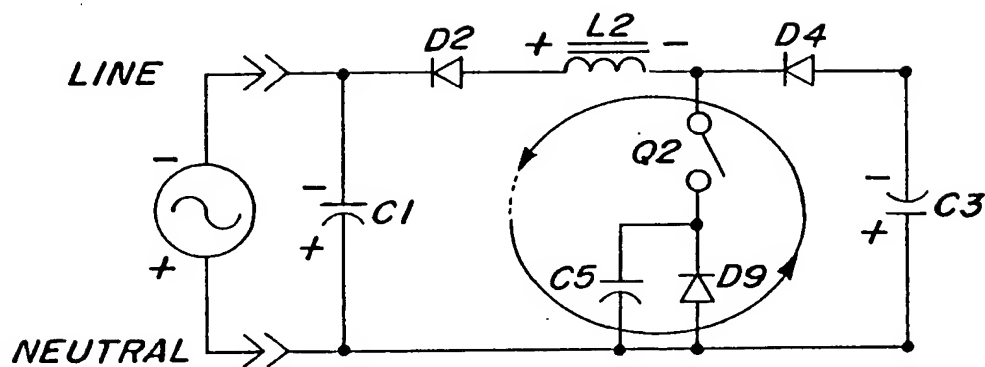 D2
+ L2 -
D4
LINE
Q2
-
-
C1
-
C3
+
+
+
C5
D9
NEUTRAL